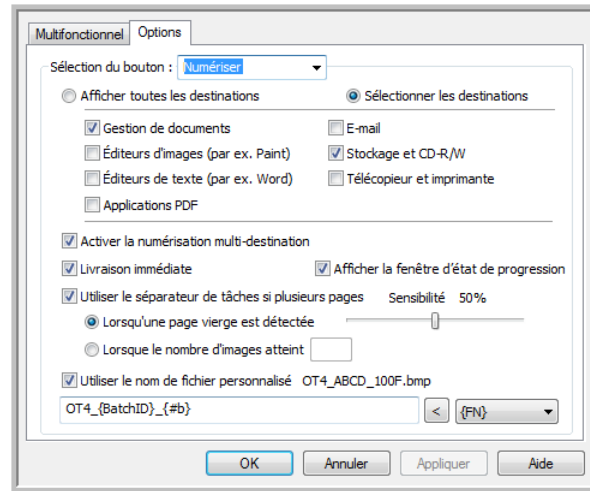 Multifonctionnel Options
Sélection du bouton : Numériser
Afficher toutes les destinations Sélectionner les destinations
Gestion de documents E-mail
Éditeurs d'images (par ex. Paint) Stockage et CD-R/W
Éditeurs de texte (par ex. Word) Télécopieur et imprimante
Applications PDF
Activer la numérisation multi-destination
Livraison immédiate Afficher la fenêtre d'état de progression
Utiliser le séparateur de tâches si plusieurs pages Sensibilité 50%
Lorsqu'une page vierge est détectée
Lorsque le nombre d'images atteint
Utiliser le nom de fichier personnalisé OT4_ABCD_100F.bmp
OT4_{BatchID}_{#b} < {FN}
OK Annuler Appliquer Aide